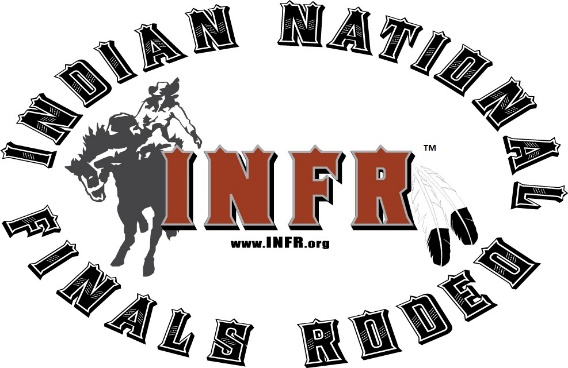 INDIAN NATIONAL
INFR™
www.INFR.org
FINALS RODEO